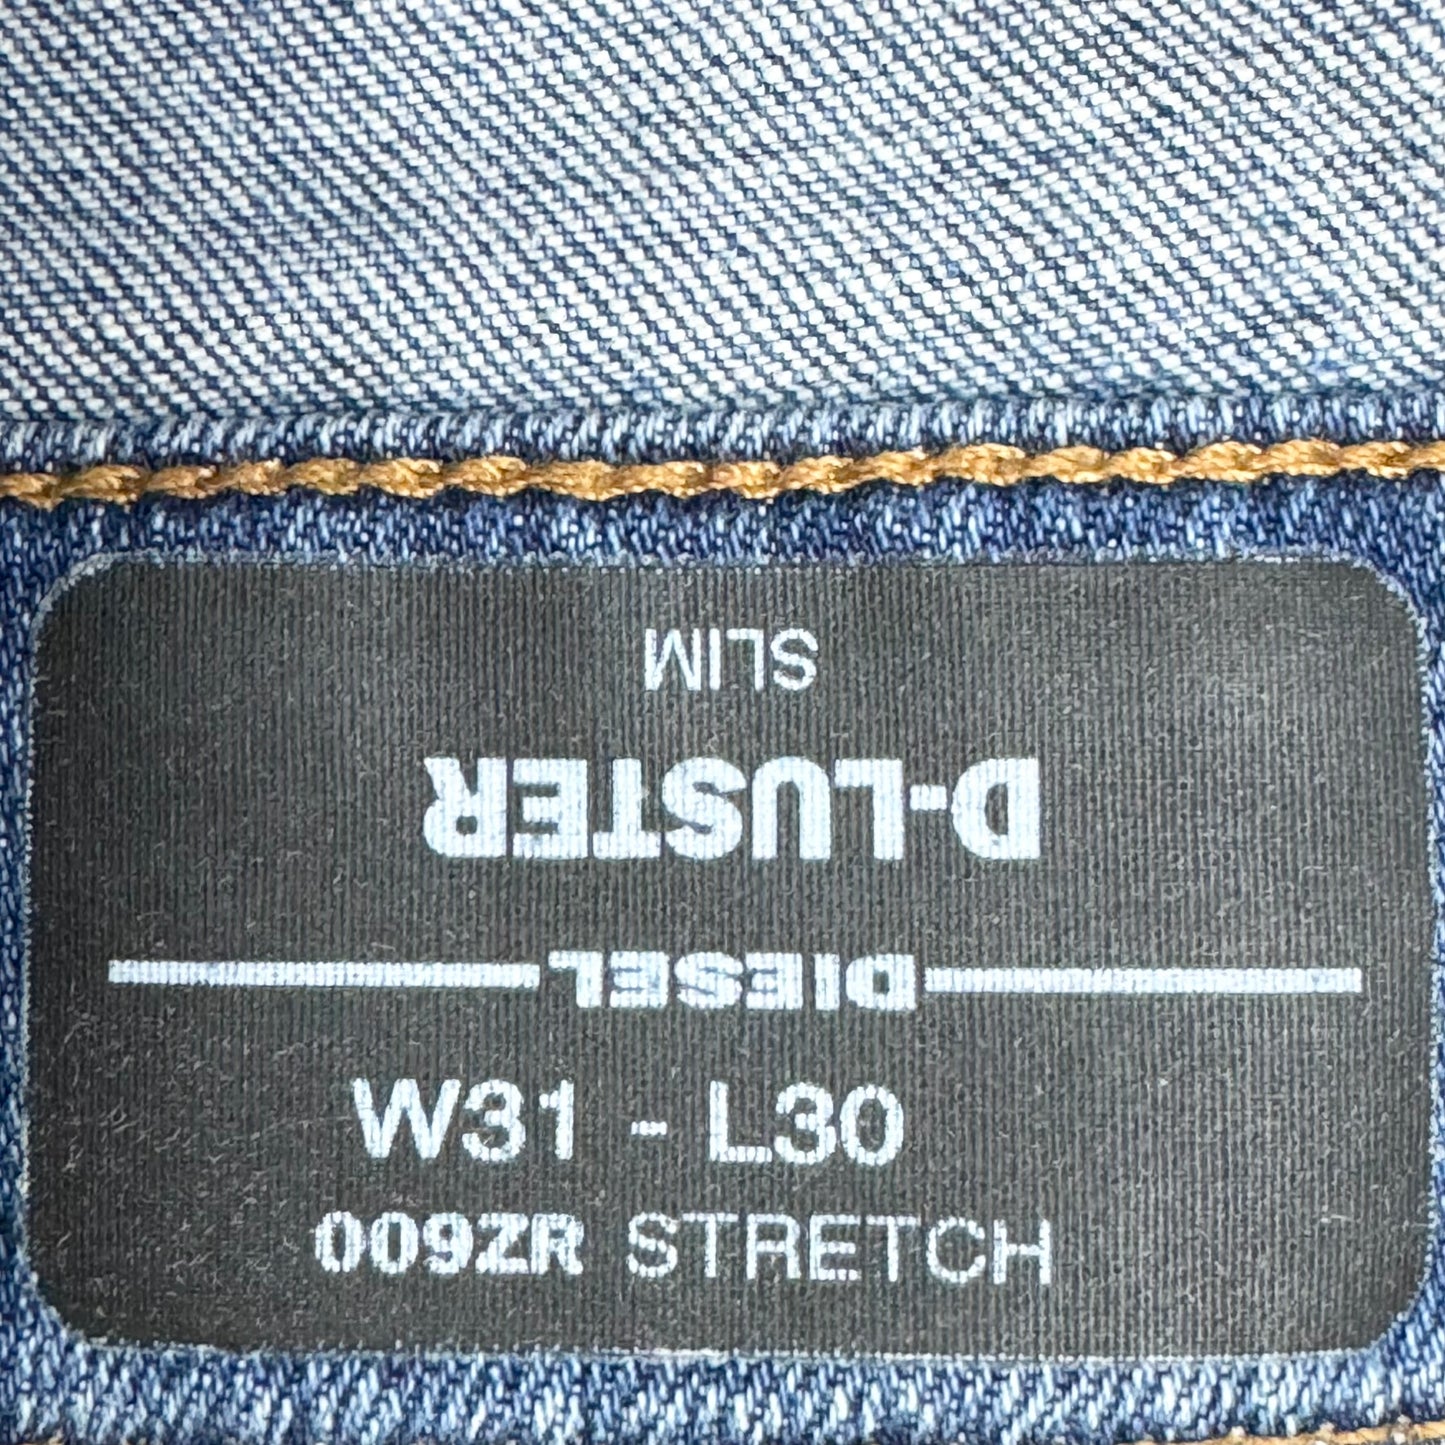 SLIM
D-LUSTER
DIESEL
W31 - L30
009ZR STRETCH